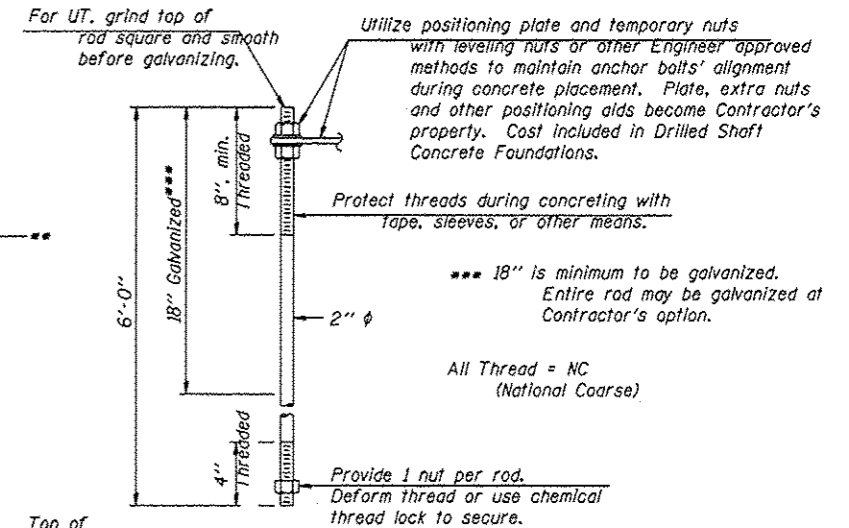 For UT. grind top of
rod square and smooth
before galvanizing.
Utilize positioning plate and temporary nuts
with leveling nuts or other Engineer approved
methods to maintain anchor bolts' alignment
during concrete placement. Plate, extra nuts
and other positioning aids become Contractor's
property. Cost included in Drilled Shaft
Concrete Foundations.
8". min.
Threaded
18" Galvanized***
6'-0"
Protect threads during concreting with
tape, sleeves, or other means.
**
*** 18" is minimum to be galvanized.
Entire rod may be galvanized at
Contractor's option.
2" ϕ
All Thread = NC
(National Coarse)
4"
Threaded
Provide 1 nut per rod.
Deform thread or use chemical
thread lock to secure.
Top of